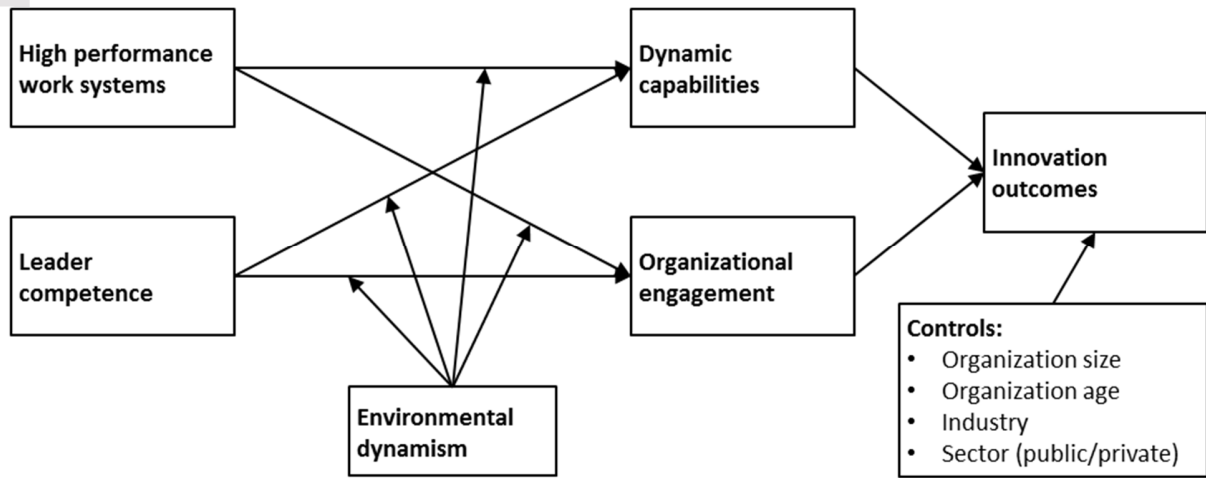 High performance
work systems
Dynamic
capabilities
Innovation
outcomes
Leader
competence
Organizational
engagement
Environmental
dynamism
Controls:
• Organization size
• Organization age
• Industry
• Sector (public/private)